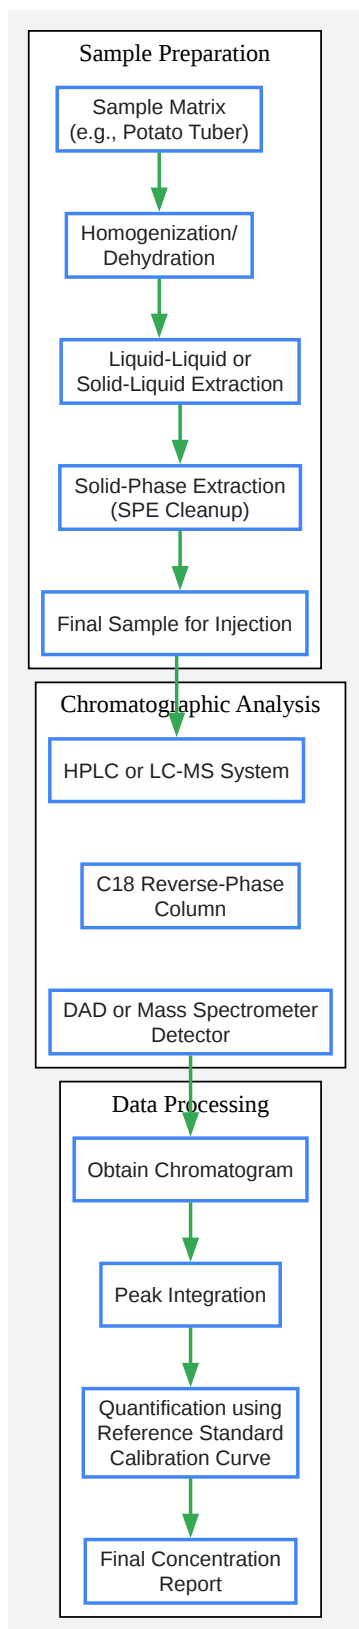 Sample Preparation
Sample Matrix
(e.g., Potato Tuber)
Homogenization/
Dehydration
Liquid-Liquid or
Solid-Liquid Extraction
Solid-Phase Extraction
(SPE Cleanup)
Final Sample for Injection
Chromatographic Analysis
HPLC or LC-MS System
C18 Reverse-Phase
Column
DAD or Mass Spectrometer
Detector
Data Processing
Obtain Chromatogram
Peak Integration
Quantification using
Reference Standard
Calibration Curve
Final Concentration
Report